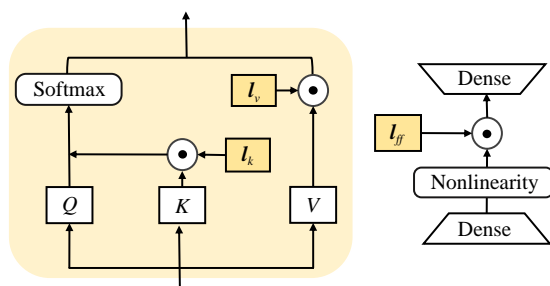 Softmax
l_v
l_k
Q
K
V
Dense
l_ff
Nonlinearity
Dense